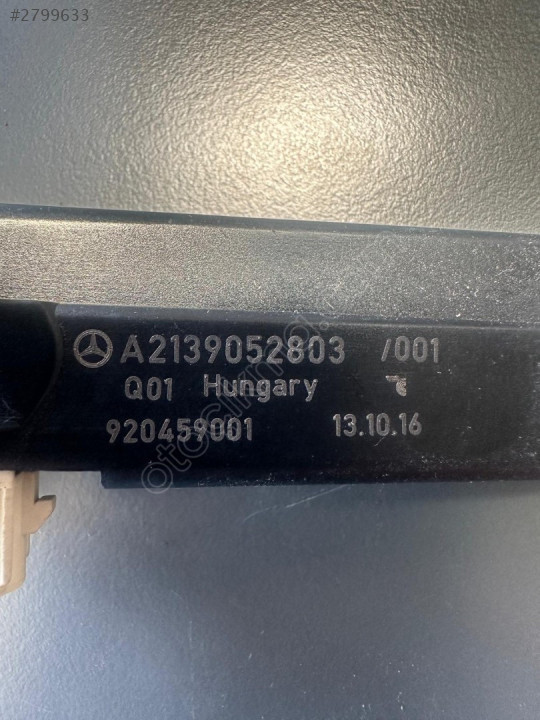 #2799633
A2139052803 /001
Q01 Hungary
920459001 13.10.16